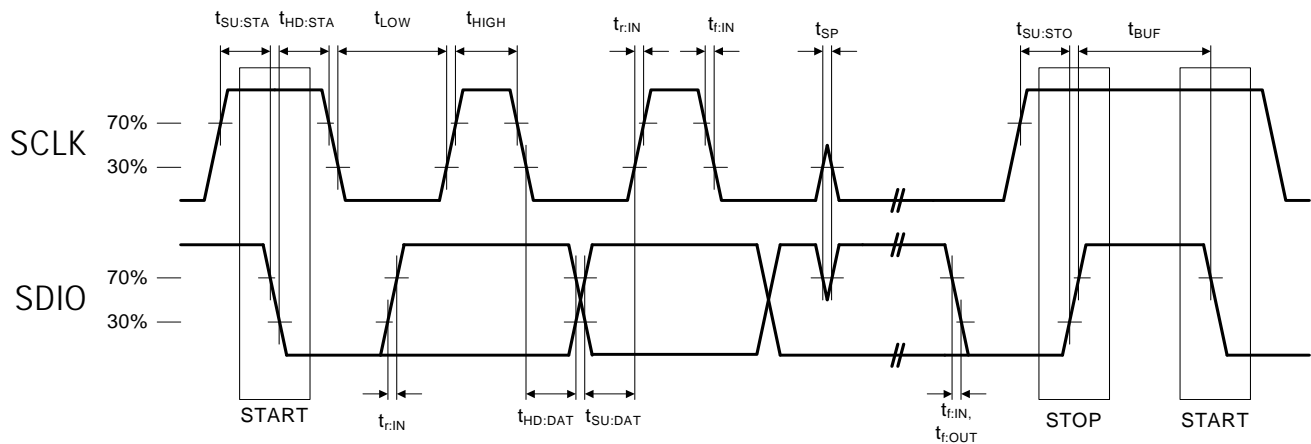 tSU:STA tHD:STA tLOW tHIGH tr:IN tf:IN tSP tSU:STO tBUF
SCLK
70%
30%
SDIO
70%
30%
START
tr:IN
tHD:DAT
tSU:DAT
tf:IN,
tf:OUT
STOP
START